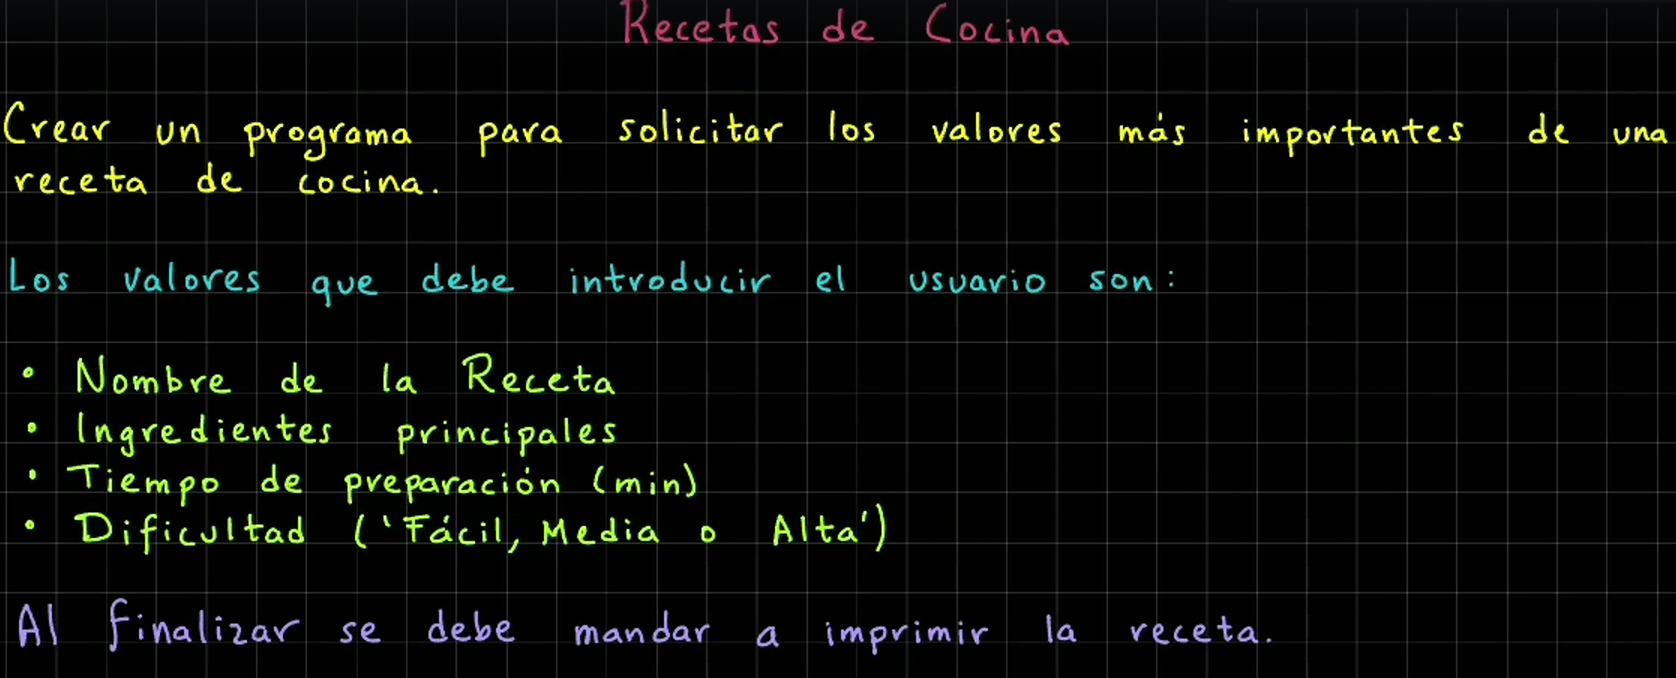 Recetas de Cocina
Crear un programa para solicitar los valores más importantes de una
receta de cocina.
Los valores que debe introducir el usuario son:
• Nombre de la Receta
• Ingredientes principales
• Tiempo de preparación (min)
• Dificultad ('Fácil, Media o Alta')
Al finalizar se debe mandar a imprimir la receta.